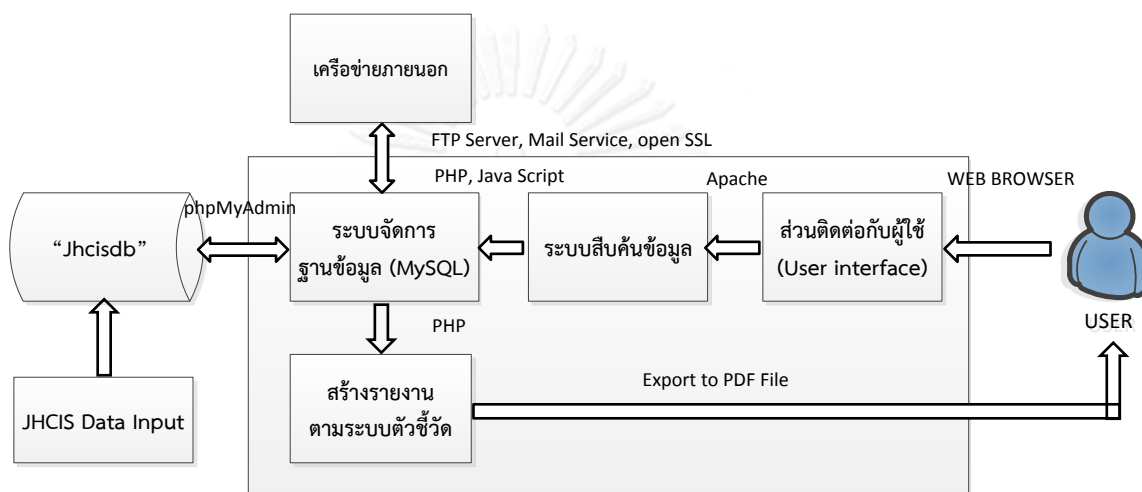 เครือข่ายภายนอก
FTP Server, Mail Service, open SSL
PHP, Java Script
Apache
WEB BROWSER
phpMyAdmin
“Jhcisdb”
ระบบจัดการ
ฐานข้อมูล (MySQL)
ระบบสืบค้นข้อมูล
ส่วนติดต่อกับผู้ใช้
(User interface)
USER
PHP
JHCIS Data Input
สร้างรายงาน
ตามระบบตัวชี้วัด
Export to PDF File